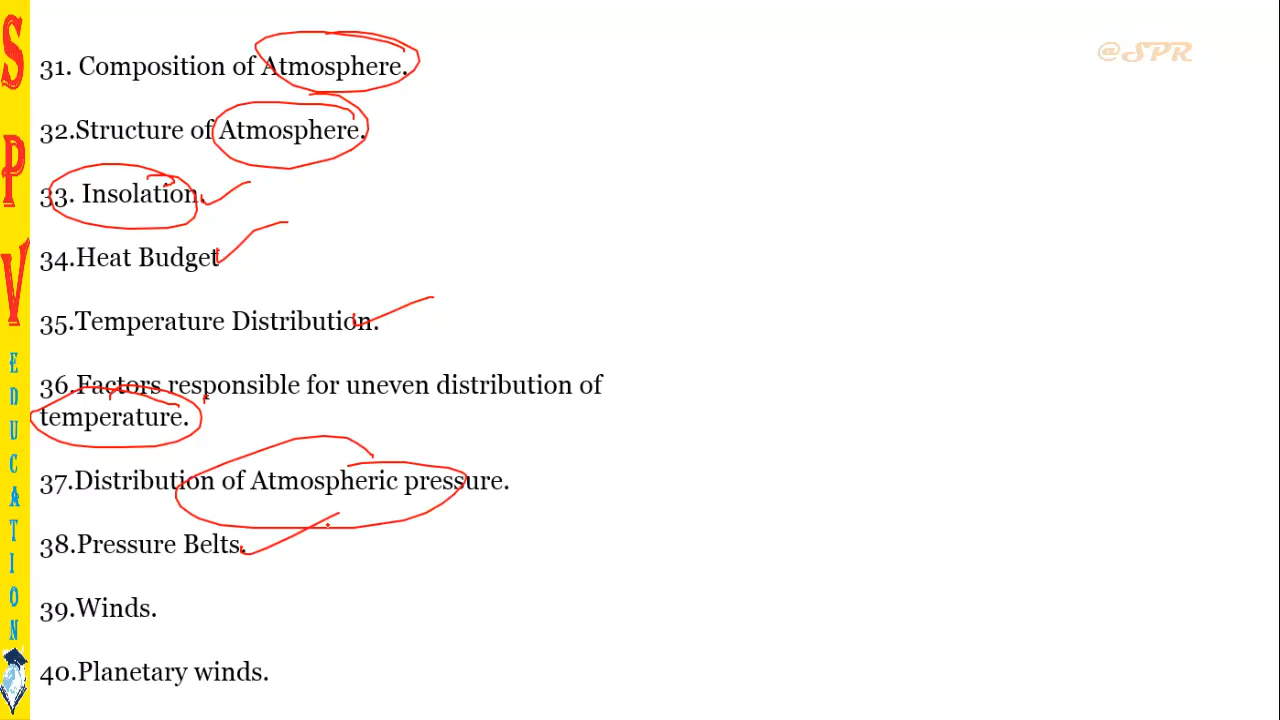 S P V EDUCATION
@SPR
31. Composition of Atmosphere.
32.Structure of Atmosphere.
33. Insolation.
34.Heat Budget
35.Temperature Distribution.
36.Factors responsible for uneven distribution of
temperature.
37.Distribution of Atmospheric pressure.
38.Pressure Belts.
39.Winds.
40.Planetary winds.